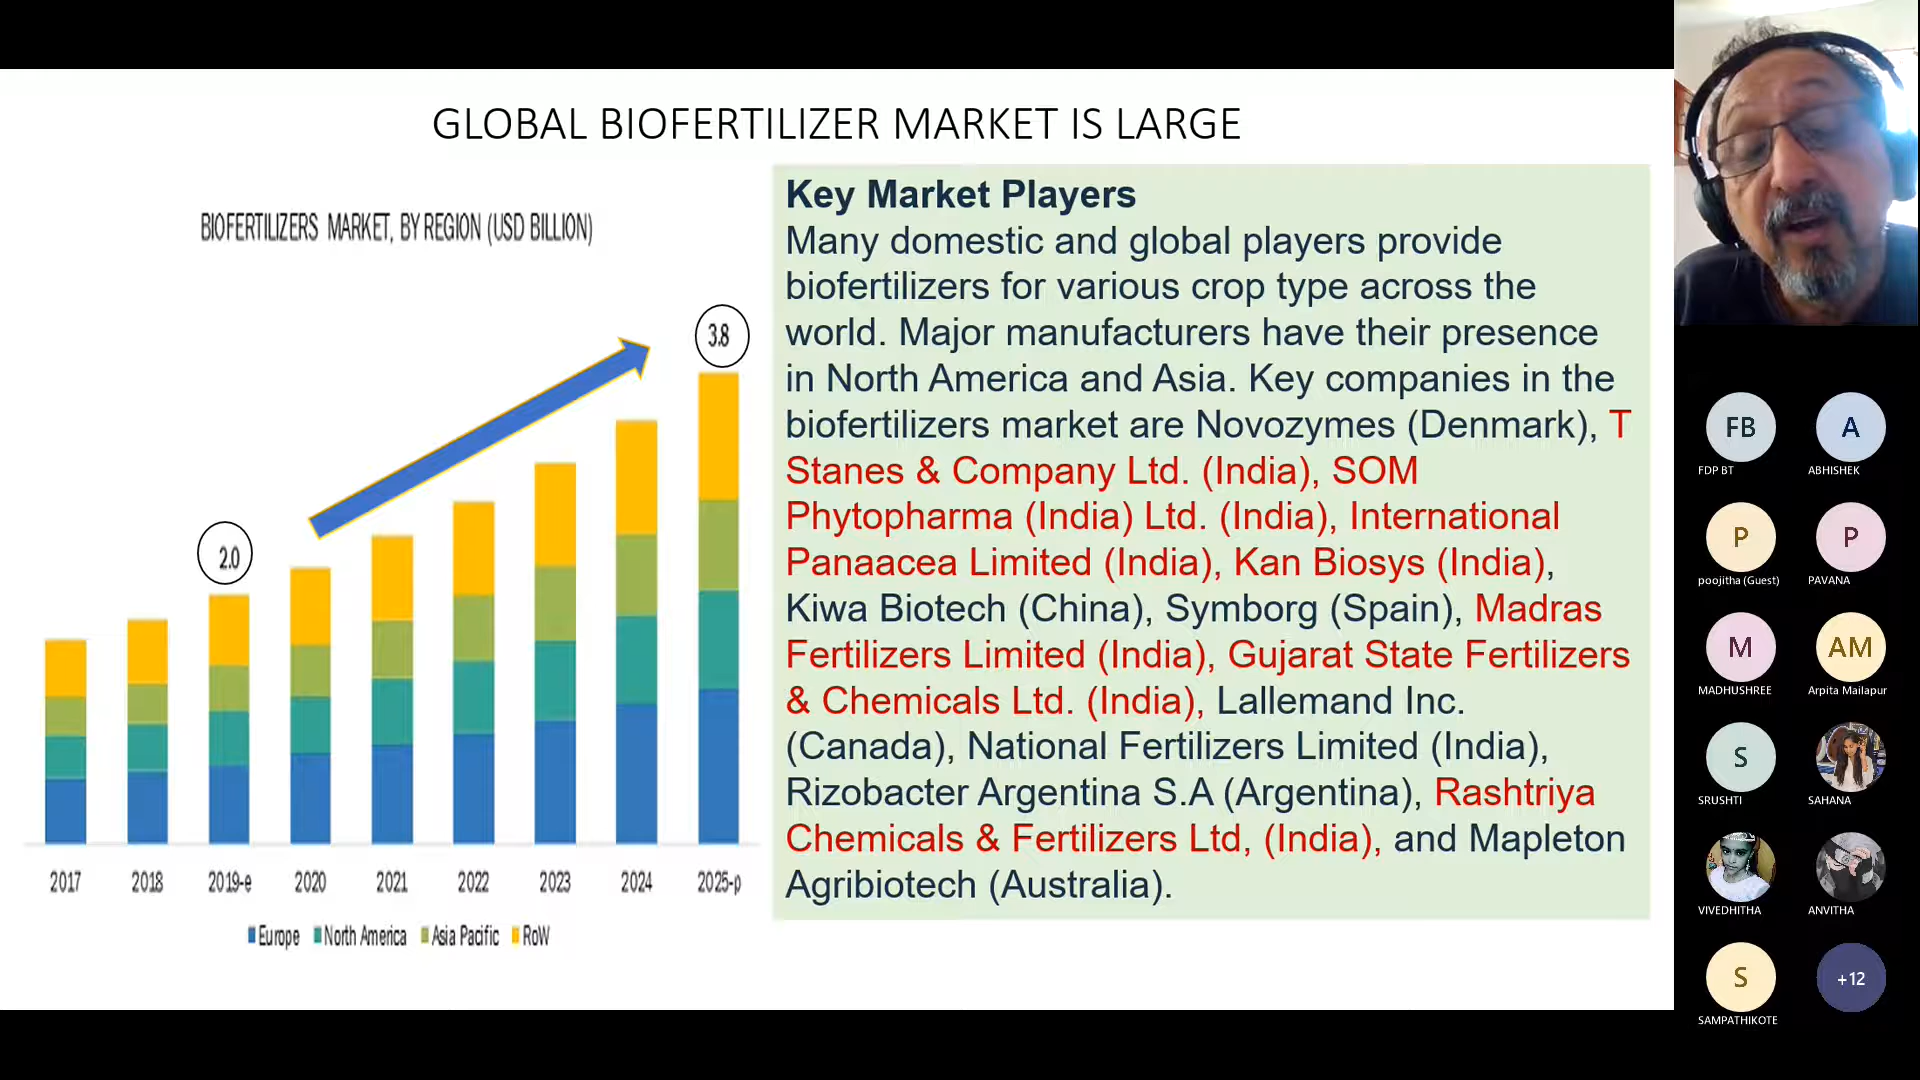 GLOBAL BIOFERTILIZER MARKET IS LARGE
BIOFERTILIZERS MARKET, BY REGION (USD BILLION)
3.8
2.0
2017 2018 2019-e 2020 2021 2022 2023 2024 2025-p
Europe North America Asia Pacific RoW
Key Market Players
Many domestic and global players provide
biofertilizers for various crop type across the
world. Major manufacturers have their presence
in North America and Asia. Key companies in the
biofertilizers market are Novozymes (Denmark), T
Stanes & Company Ltd. (India), SOM
Phytopharma (India) Ltd. (India), International
Panaacea Limited (India), Kan Biosys (India),
Kiwa Biotech (China), Symborg (Spain), Madras
Fertilizers Limited (India), Gujarat State Fertilizers
& Chemicals Ltd. (India), Lallemand Inc.
(Canada), National Fertilizers Limited (India),
Rizobacter Argentina S.A (Argentina), Rashtriya
Chemicals & Fertilizers Ltd, (India), and Mapleton
Agribiotech (Australia).
FB A
FDP BT ABHISHEK
P P
poojitha (Guest) PAVANA
M AM
MADHUSHREE Arpita Mailapur
S
SRUSHTI SAHANA
VIVEDHITHA ANVITHA
S +12
SAMPATHIKOTE